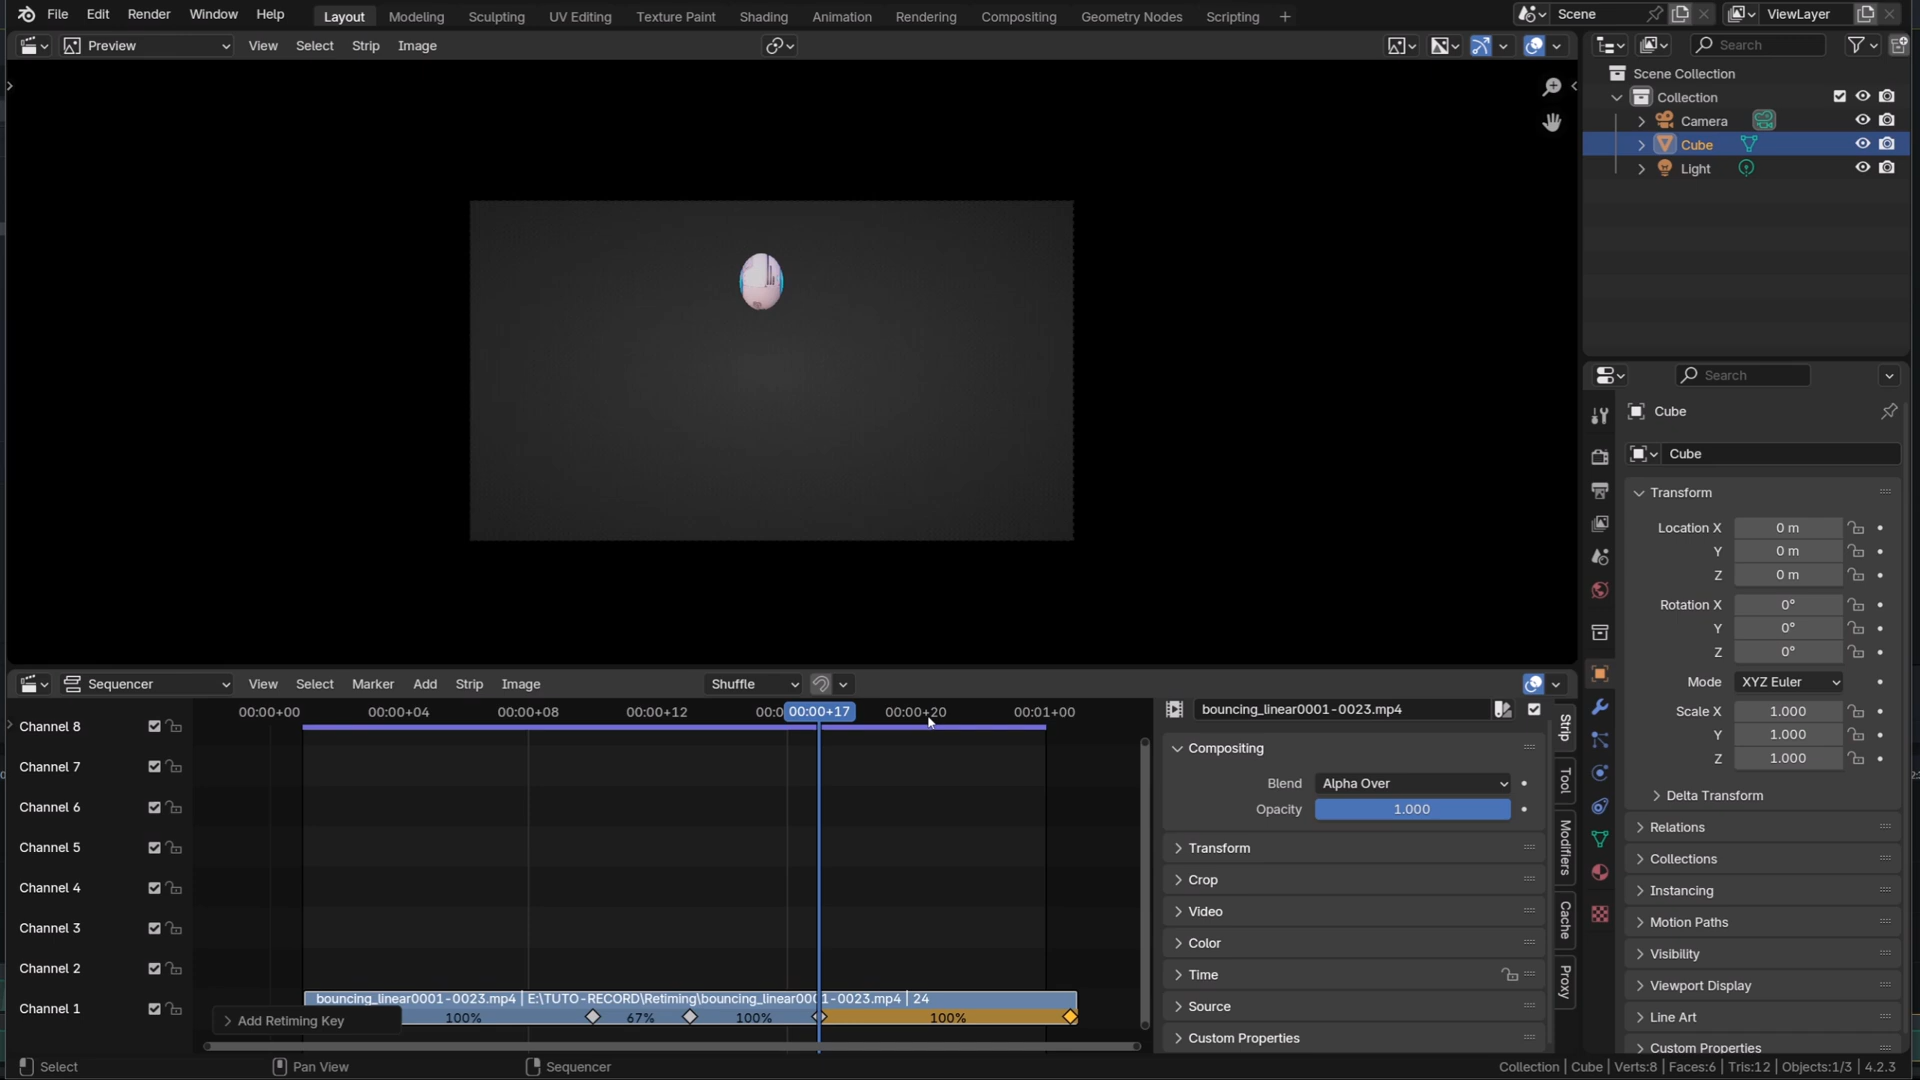 File Edit Render Window Help Layout Modeling Sculpting UV Editing Texture Paint Shading Animation Rendering Compositing Geometry Nodes Scripting + Scene ViewLayer
Preview View Select Strip Image Search
Scene Collection
Collection
Camera
Cube
Light
Search
Cube
Cube
Transform
Location X 0 m
Y 0 m
Z 0 m
Rotation X 0°
Y 0°
Z 0°
Mode XYZ Euler
Scale X 1.000
Y 1.000
Z 1.000
Delta Transform
Relations
Collections
Instancing
Motion Paths
Visibility
Viewport Display
Line Art
Custom Properties
Sequencer View Select Marker Add Strip Image Shuffle
00:00+00 00:00+04 00:00+08 00:00+12 00:00+17 00:00+20 00:01+00
Channel 8
Channel 7
Channel 6
Channel 5
Channel 4
Channel 3
Channel 2
Channel 1
bouncing_linear0001-0023.mp4 | E:\TUTO-RECORD\Retiming\bouncing_linear0001-0023.mp4 | 24
Add Retiming Key 100% 67% 100% 100%
bouncing_linear0001-0023.mp4
Compositing
Blend Alpha Over
Opacity 1.000
Transform
Crop
Video
Color
Time
Source
Custom Properties
Strip
Tool
Modifiers
Cache
Proxy
Select Pan View Sequencer Collection | Cube | Verts:8 | Faces:6 | Tris:12 | Objects:1/3 | 4.2.3